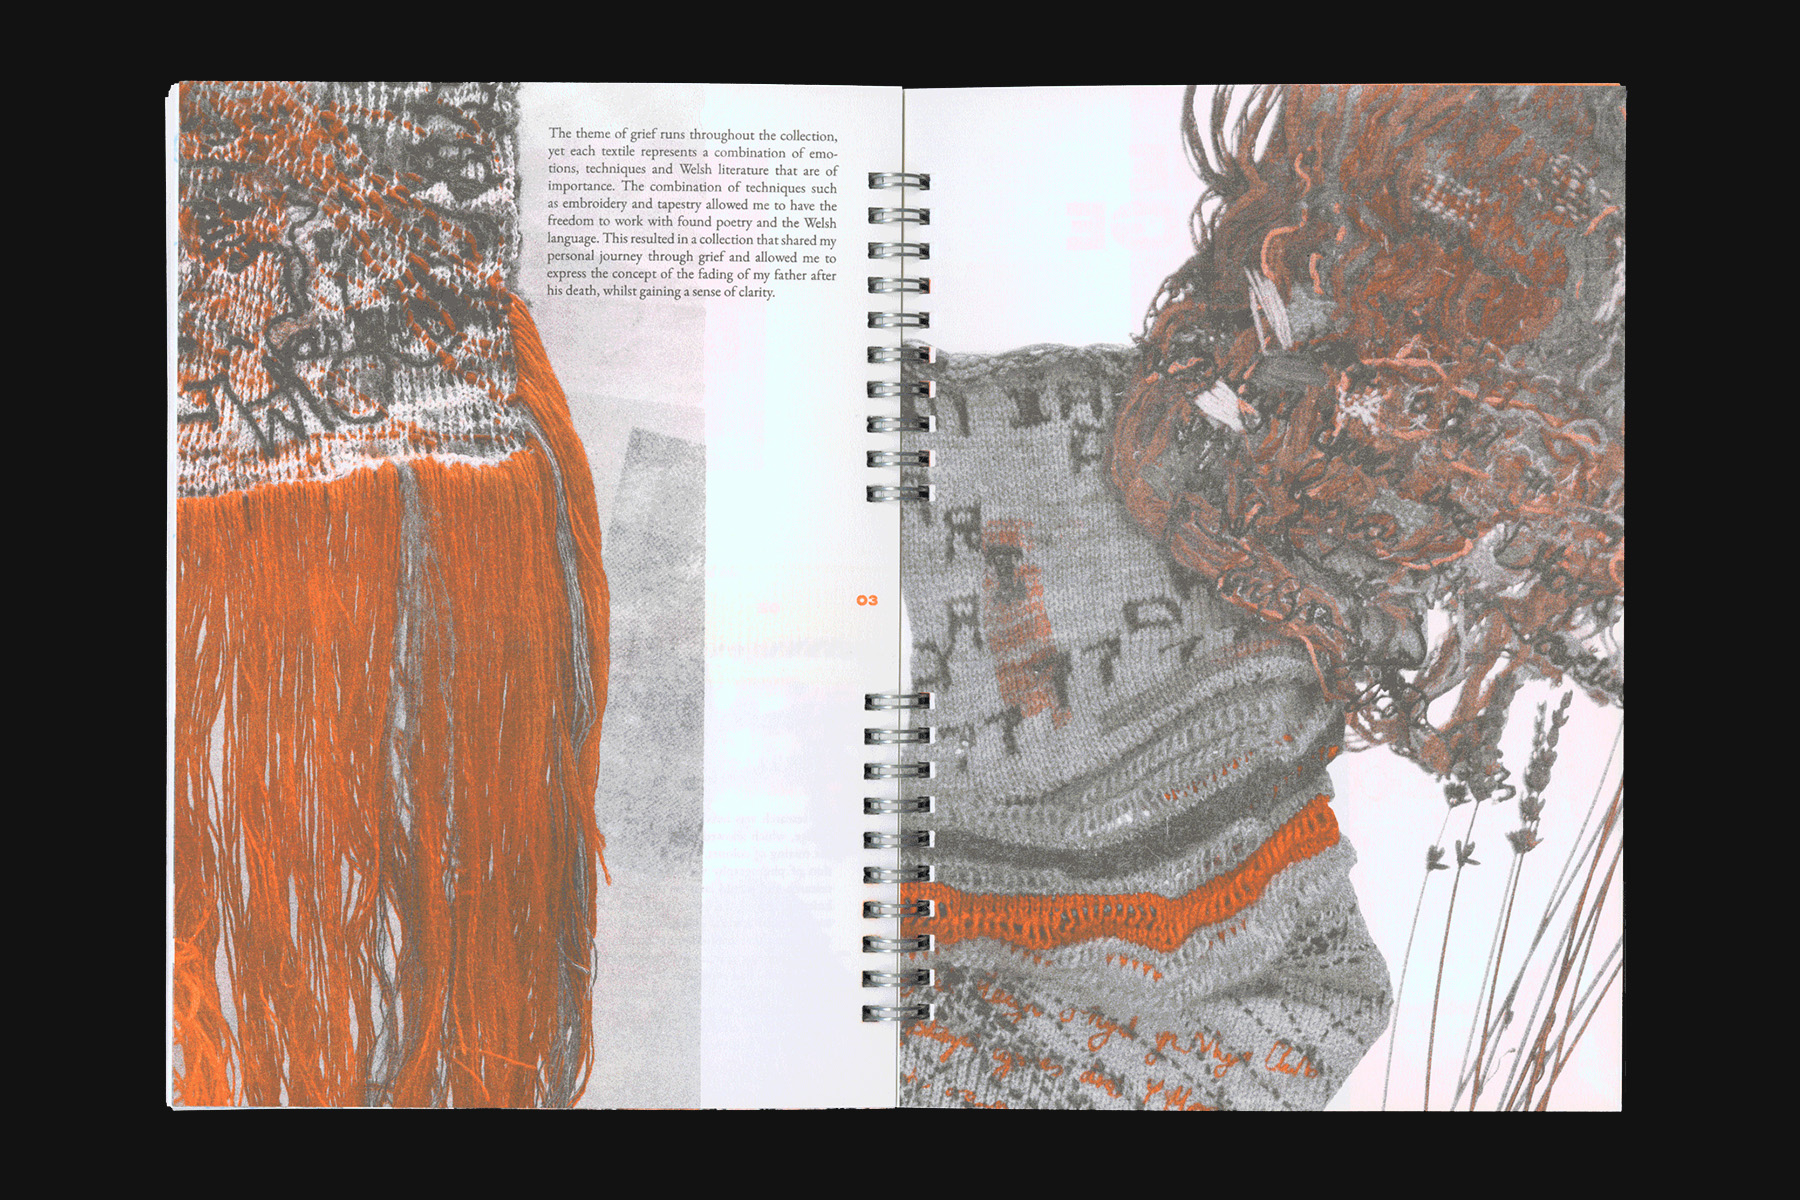 The theme of grief runs throughout the collection,
yet each textile represents a combination of emo-
tions, techniques and Welsh literature that are of
importance. The combination of techniques such
as embroidery and tapestry allowed me to have the
freedom to work with found poetry and the Welsh
language. This resulted in a collection that shared my
personal journey through grief and allowed me to
express the concept of the fading of my father after
his death, whilst gaining a sense of clarity.
03